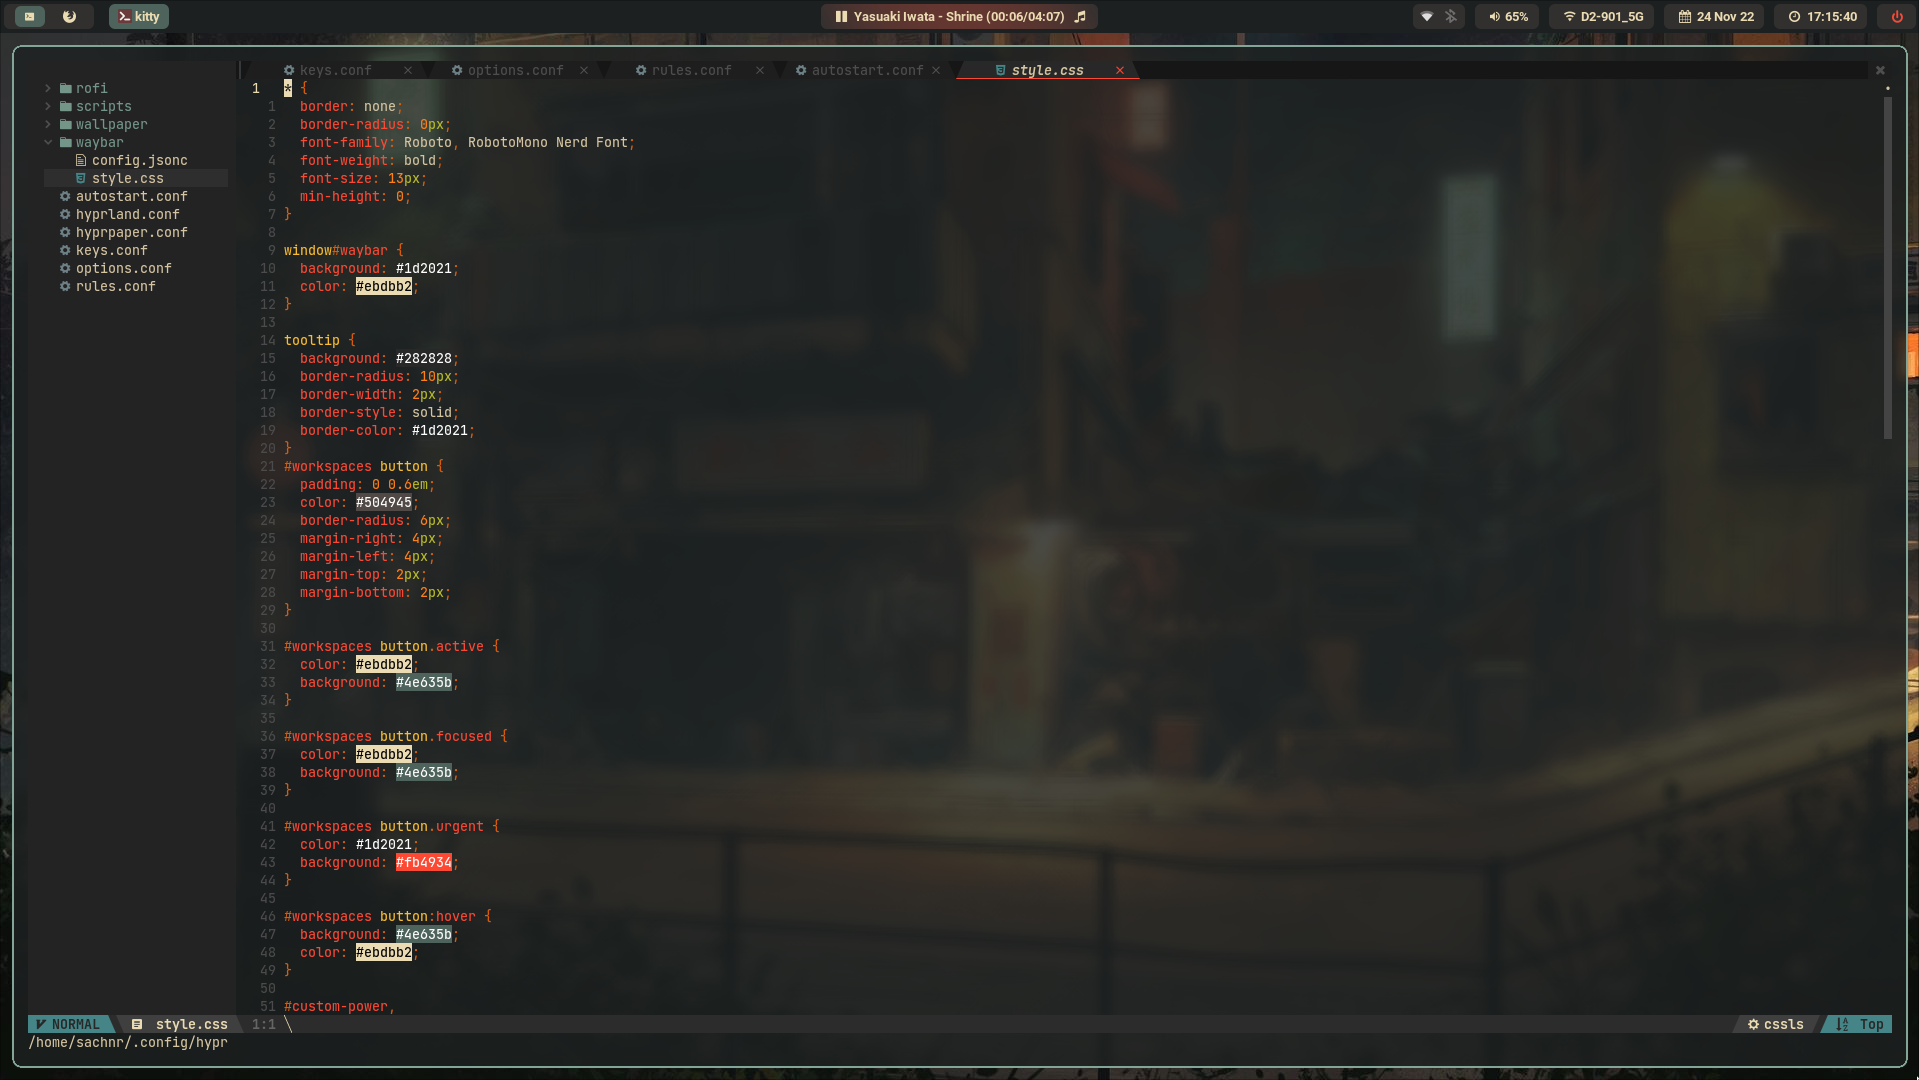 kitty
Yasuaki Iwata - Shrine (00:06/04:07)
65%
D2-901_5G
24 Nov 22
17:15:40
keys.conf
options.conf
rules.conf
autostart.conf
style.css
rofi
scripts
wallpaper
waybar
config.jsonc
style.css
autostart.conf
hyprland.conf
hyprpaper.conf
keys.conf
options.conf
rules.conf
1 * {
1 border: none;
2 border-radius: 0px;
3 font-family: Roboto, RobotoMono Nerd Font;
4 font-weight: bold;
5 font-size: 13px;
6 min-height: 0;
7 }
8
9 window#waybar {
10 background: #1d2021;
11 color: #ebdbb2;
12 }
13
14 tooltip {
15 background: #282828;
16 border-radius: 10px;
17 border-width: 2px;
18 border-style: solid;
19 border-color: #1d2021;
20 }
21 #workspaces button {
22 padding: 0 0.6em;
23 color: #504945;
24 border-radius: 6px;
25 margin-right: 4px;
26 margin-left: 4px;
27 margin-top: 2px;
28 margin-bottom: 2px;
29 }
30
31 #workspaces button.active {
32 color: #ebdbb2;
33 background: #4e635b;
34 }
35
36 #workspaces button.focused {
37 color: #ebdbb2;
38 background: #4e635b;
39 }
40
41 #workspaces button.urgent {
42 color: #1d2021;
43 background: #fb4934;
44 }
45
46 #workspaces button:hover {
47 background: #4e635b;
48 color: #ebdbb2;
49 }
50
51 #custom-power,
NORMAL style.css 1:1 cssls Top
/home/sachnr/.config/hypr